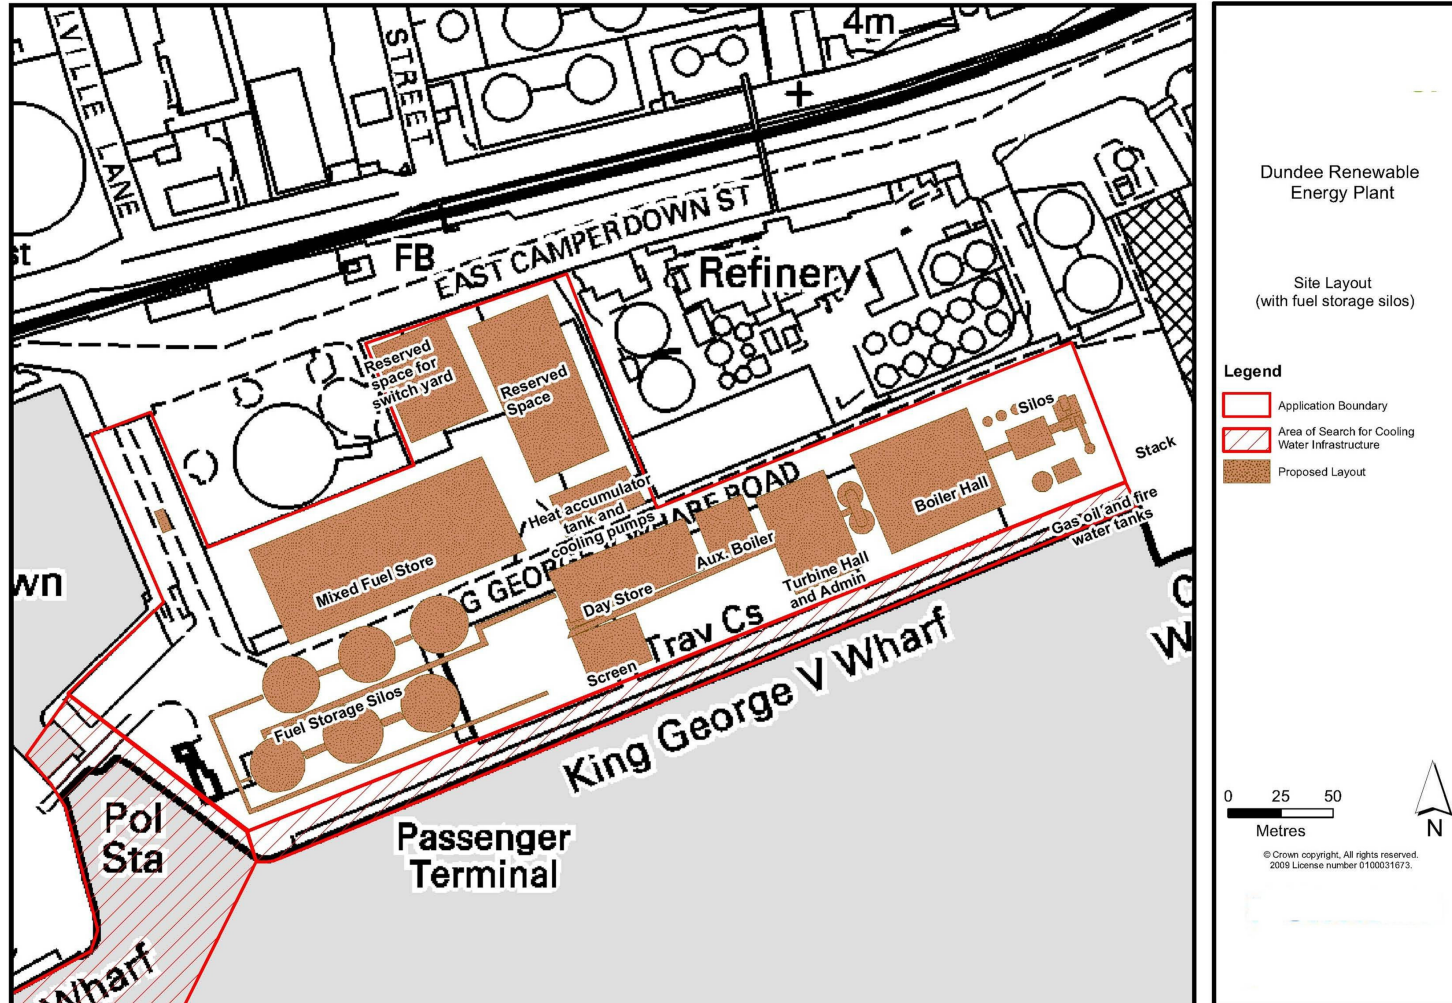 4m
LVILLE LANE
STREET
st
FB
EAST CAMPERDOWN ST
Refinery
Reserved
space for
switch yard
Reserved
Space
Silos
Stack
Heat accumulator
tank and
cooling pumps
Boiler Hall
Gas oil and fire
water tanks
Mixed Fuel Store
G GEORGE V WHARF ROAD
Aux. Boiler
Turbine Hall
and Admin
Day Store
wn
Trav Cs
Screen
Fuel Storage Silos
King George V Wharf
C
W
Pol
Sta
Passenger
Terminal
Wharf
Dundee Renewable
Energy Plant
Site Layout
(with fuel storage silos)
Legend
Application Boundary
Area of Search for Cooling
Water Infrastructure
Proposed Layout
0 25 50
Metres
N
© Crown copyright, All rights reserved.
2009 License number 0100031673.